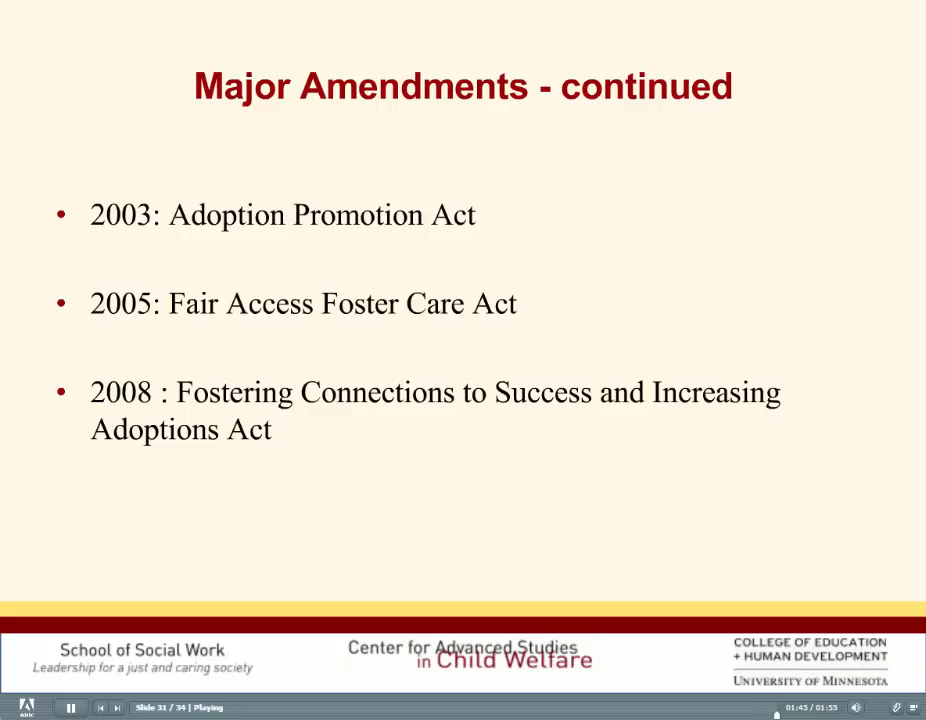 Major Amendments - continued
• 2003: Adoption Promotion Act
• 2005: Fair Access Foster Care Act
• 2008 : Fostering Connections to Success and Increasing
Adoptions Act
School of Social Work
Leadership for a just and caring society
Center for Advanced Studies
in Child Welfare
COLLEGE OF EDUCATION
+ HUMAN DEVELOPMENT
UNIVERSITY OF MINNESOTA
Slide 31 / 34 | Playing
01:45 / 01:55